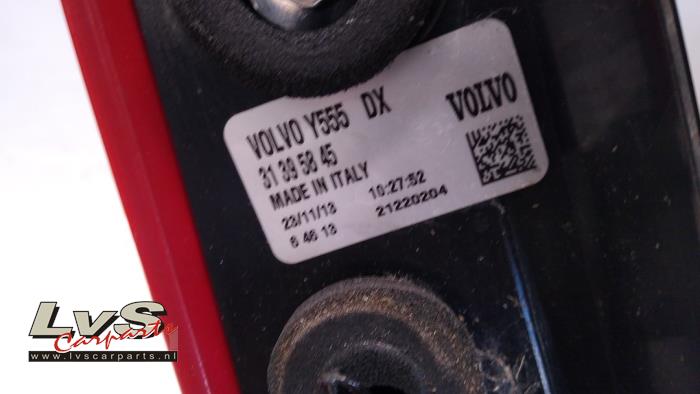 VOLVO Y555 DX VOLVO
31 39 58 45
MADE IN ITALY
23/11/13 10:27:52
6 46 13 21220204
LvS
Carparts
www.lvscarparts.nl